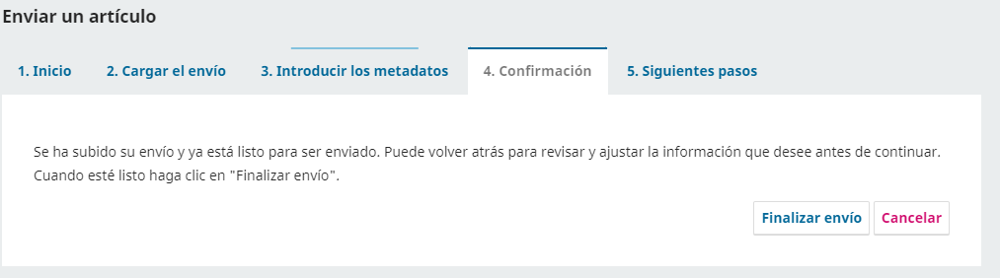 Enviar un artículo
1. Inicio 2. Cargar el envío 3. Introducir los metadatos 4. Confirmación 5. Siguientes pasos
Se ha subido su envío y ya está listo para ser enviado. Puede volver atrás para revisar y ajustar la información que desee antes de continuar.
Cuando esté listo haga clic en "Finalizar envío".
Finalizar envío Cancelar